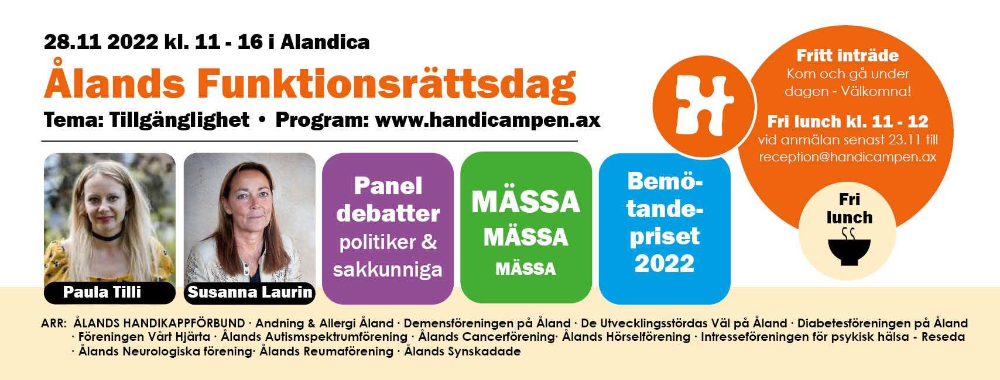 28.11 2022 kl. 11 - 16 i Alandica
Ålands Funktionsrättsdag
Tema: Tillgänglighet • Program: www.handicampen.ax
Paula Tilli
Susanna Laurin
Panel
debatter
politiker &
sakkunniga
MÄSSA
MÄSSA
MÄSSA
Bemö-
tande-
priset
2022
Fritt inträde
Kom och gå under
dagen - Välkomna!
Fri lunch kl. 11 - 12
vid anmälan senast 23.11 till
reception@handicampen.ax
Fri
lunch
ARR: ÅLANDS HANDIKAPPFÖRBUND · Andning & Allergi Åland · Demensföreningen på Åland · De Utvecklingsstördas Väl på Åland · Diabetesföreningen på Åland
· Föreningen Vårt Hjärta · Ålands Autismspektrumförening · Ålands Cancerförening· Ålands Hörselförening · Intresseföreningen för psykisk hälsa - Reseda
· Ålands Neurologiska förening· Ålands Reumaförening · Ålands Synskadade